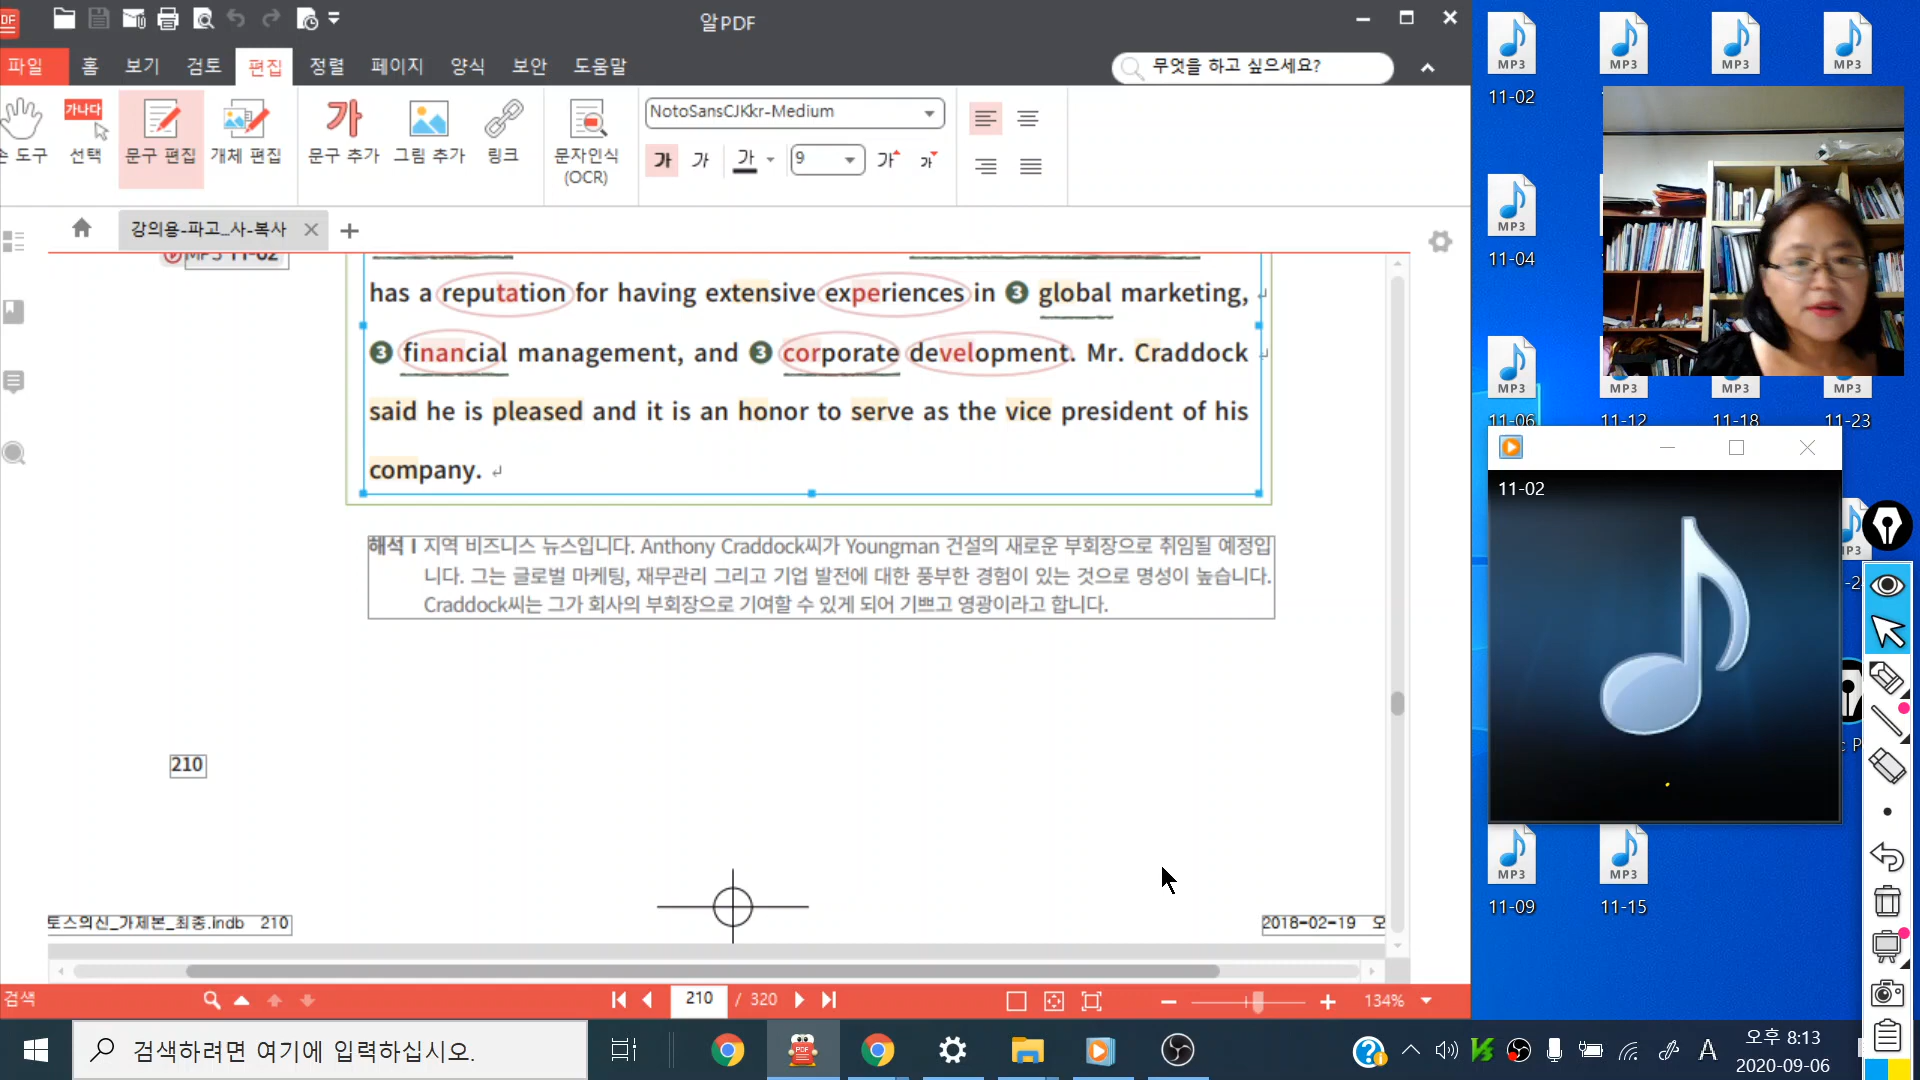 알PDF
파일 홈 보기 검토 편집 정렬 페이지 양식 보안 도움말
무엇을 하고 싶으세요?
가나다
손 도구 선택 문구 편집 개체 편집 문구 추가 그림 추가 링크 문자인식
(OCR)
NotoSansCJKkr-Medium
가 가 가 9 가 가
강의용-파고_사-복사
MP3 11-02
has a reputation for having extensive experiences in ❸ global marketing,
❸ financial management, and ❸ corporate development. Mr. Craddock
said he is pleased and it is an honor to serve as the vice president of his
company.
해석 I 지역 비즈니스 뉴스입니다. Anthony Craddock씨가 Youngman 건설의 새로운 부회장으로 취임될 예정입
니다. 그는 글로벌 마케팅, 재무관리 그리고 기업 발전에 대한 풍부한 경험이 있는 것으로 명성이 높습니다.
Craddock씨는 그가 회사의 부회장으로 기여할 수 있게 되어 기쁘고 영광이라고 합니다.
210
토스의신_가제본_최종.indb 210
2018-02-19 오
검색
210 / 320
134%
검색하려면 여기에 입력하십시오.
MP3 MP3 MP3 MP3
11-02
MP3
11-04
MP3 MP3 MP3 MP3
11-06 11-12 11-18 11-23
11-02
MP3 MP3
11-09 11-15
A
오후 8:13
2020-09-06